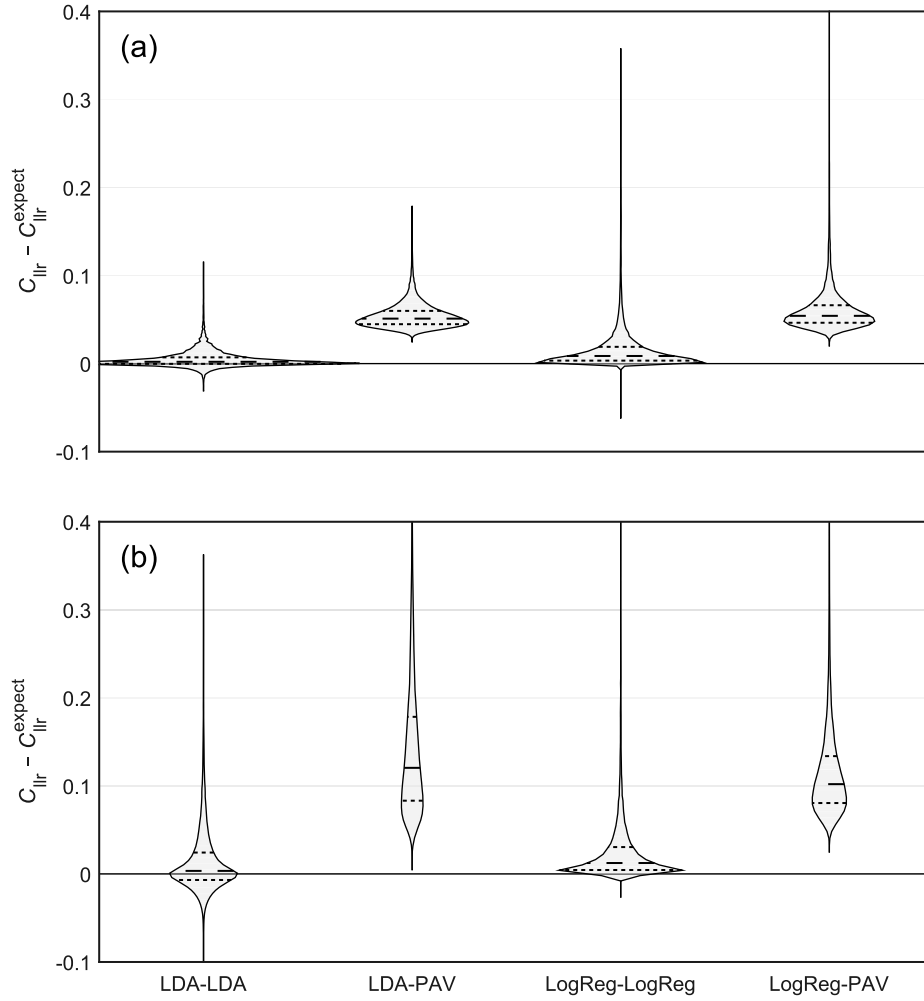 (a)
0.4
0.3
0.2
0.1
0
-0.1
C_llr − C_llr^expect
(b)
0.4
0.3
0.2
0.1
0
-0.1
C_llr − C_llr^expect
LDA-LDA LDA-PAV LogReg-LogReg LogReg-PAV